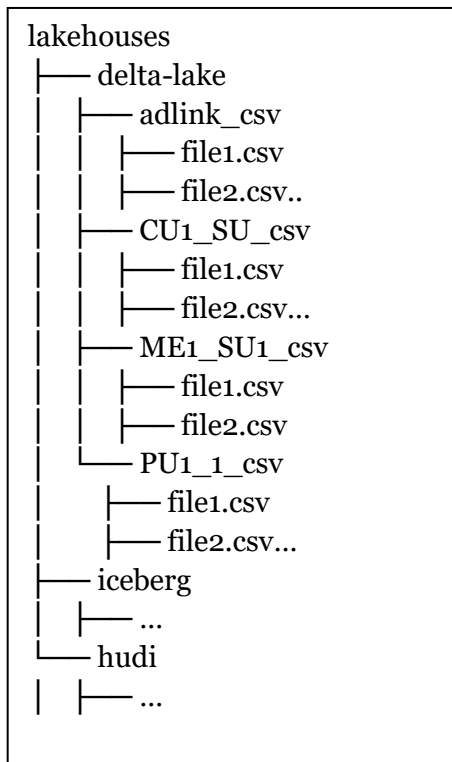 lakehouses
├── delta-lake
│ ├── adlink_csv
│ │ ├── file1.csv
│ │ ├── file2.csv..
│ ├── CU1_SU_csv
│ │ ├── file1.csv
│ │ ├── file2.csv...
│ ├── ME1_SU1_csv
│ │ ├── file1.csv
│ │ ├── file2.csv
│ └── PU1_1_csv
│ ├── file1.csv
│ ├── file2.csv...
├── iceberg
│ ├── ...
└── hudi
│ ├── ...